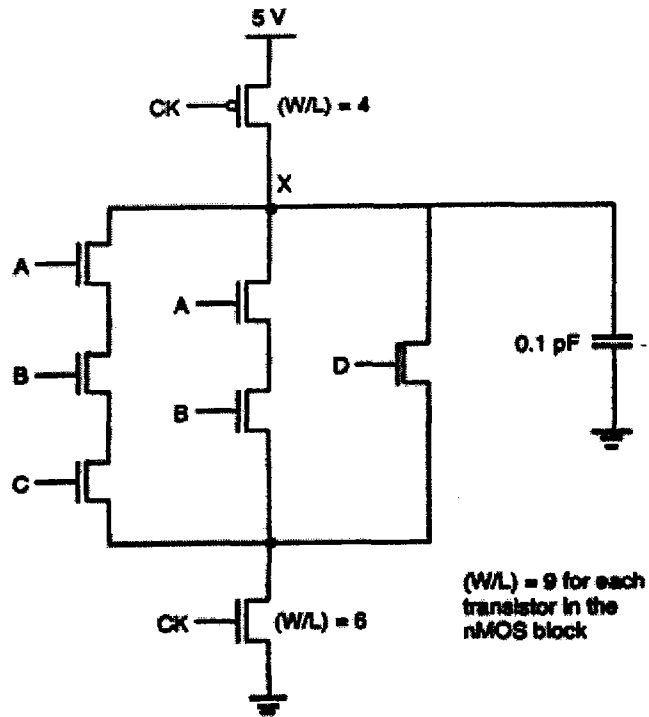 5 V
CK
(W/L) = 4
X
A
A
B
B
C
D
0.1 pF
CK
(W/L) = 6
(W/L) = 9 for each
transistor in the
nMOS block